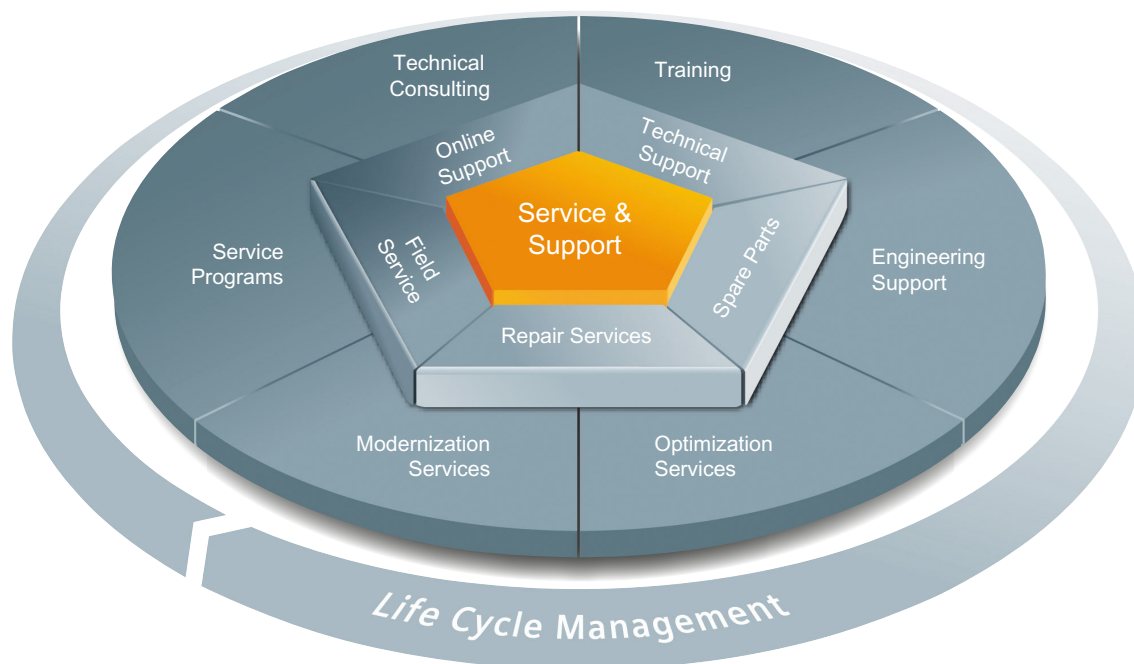 Technical
Consulting
Training
Online
Support
Technical
Support
Service &
Support
Service
Programs
Field
Service
Spare Parts
Engineering
Support
Repair Services
Modernization
Services
Optimization
Services
Life Cycle Management